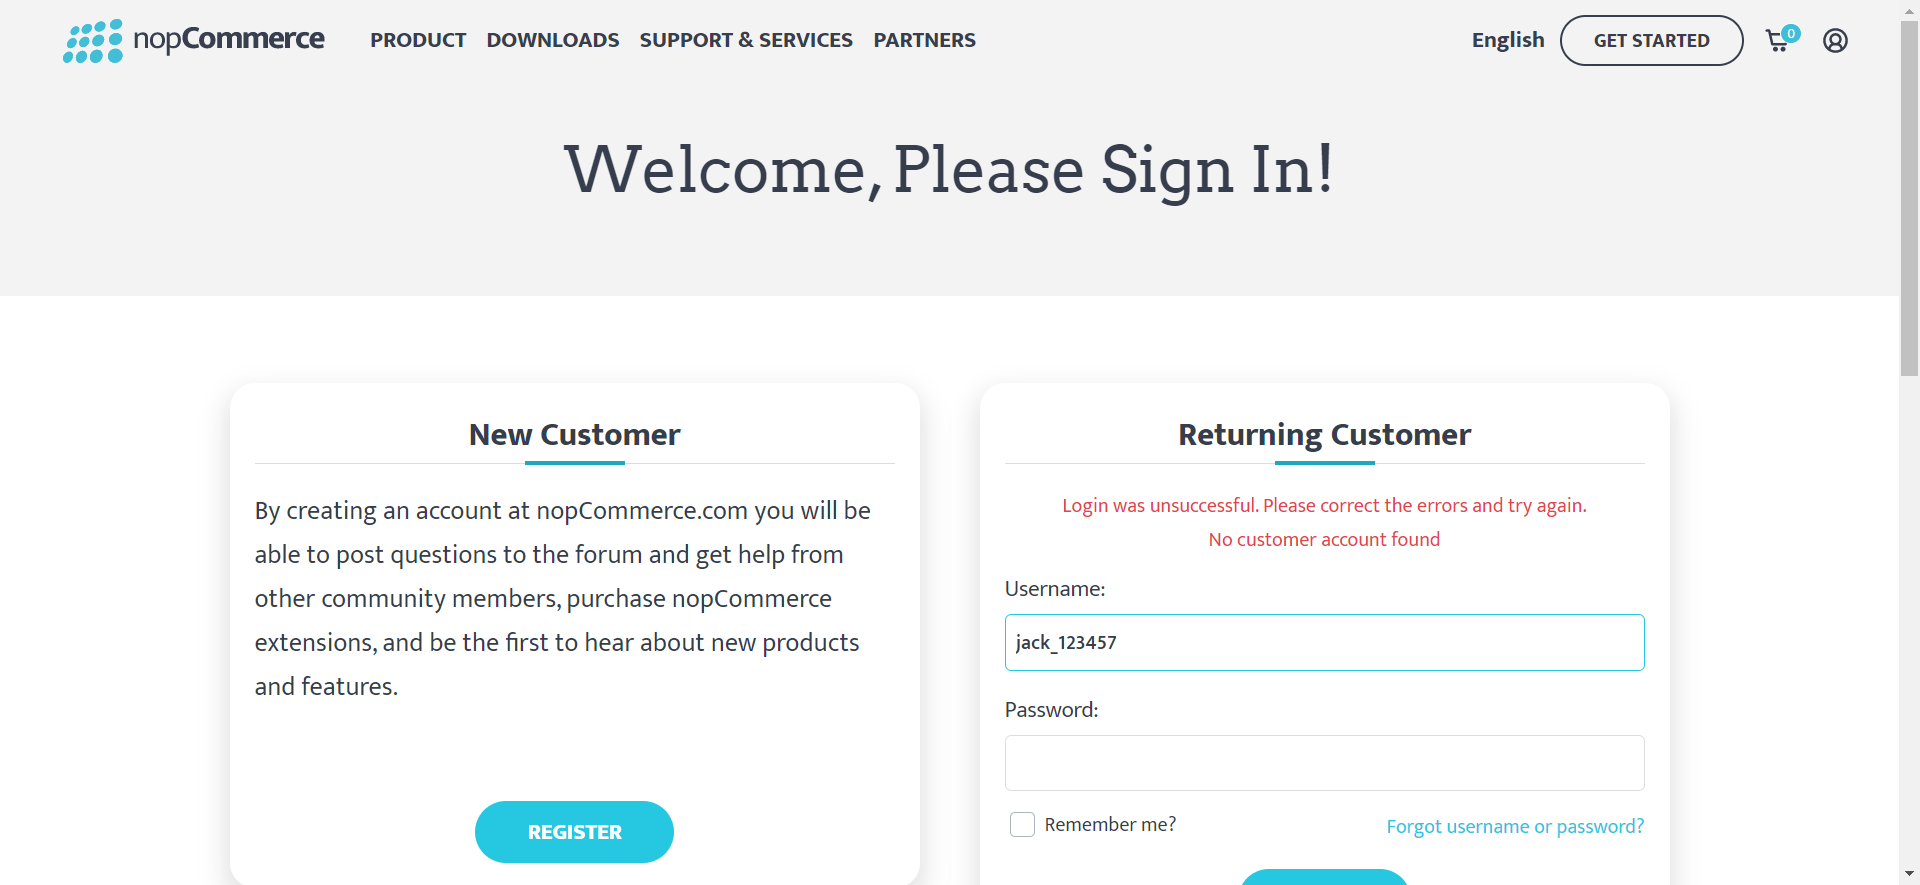 nopCommerce PRODUCT DOWNLOADS SUPPORT & SERVICES PARTNERS English GET STARTED 0
Welcome, Please Sign In!
New Customer
By creating an account at nopCommerce.com you will be
able to post questions to the forum and get help from
other community members, purchase nopCommerce
extensions, and be the first to hear about new products
and features.
REGISTER
Returning Customer
Login was unsuccessful. Please correct the errors and try again.
No customer account found
Username:
jack_123457
Password:
Remember me? Forgot username or password?